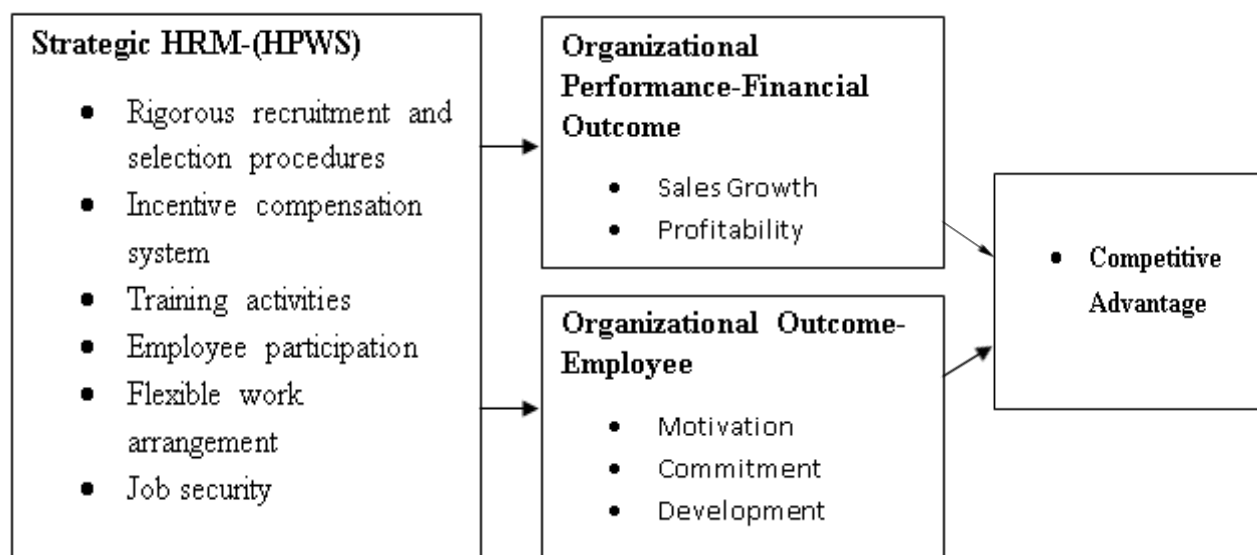 Strategic HRM-(HPWS)
● Rigorous recruitment and
selection procedures
● Incentive compensation
system
● Training activities
● Employee participation
● Flexible work
arrangement
● Job security
Organizational
Performance-Financial
Outcome
● Sales Growth
● Profitability
Organizational Outcome-
Employee
● Motivation
● Commitment
● Development
● Competitive
Advantage